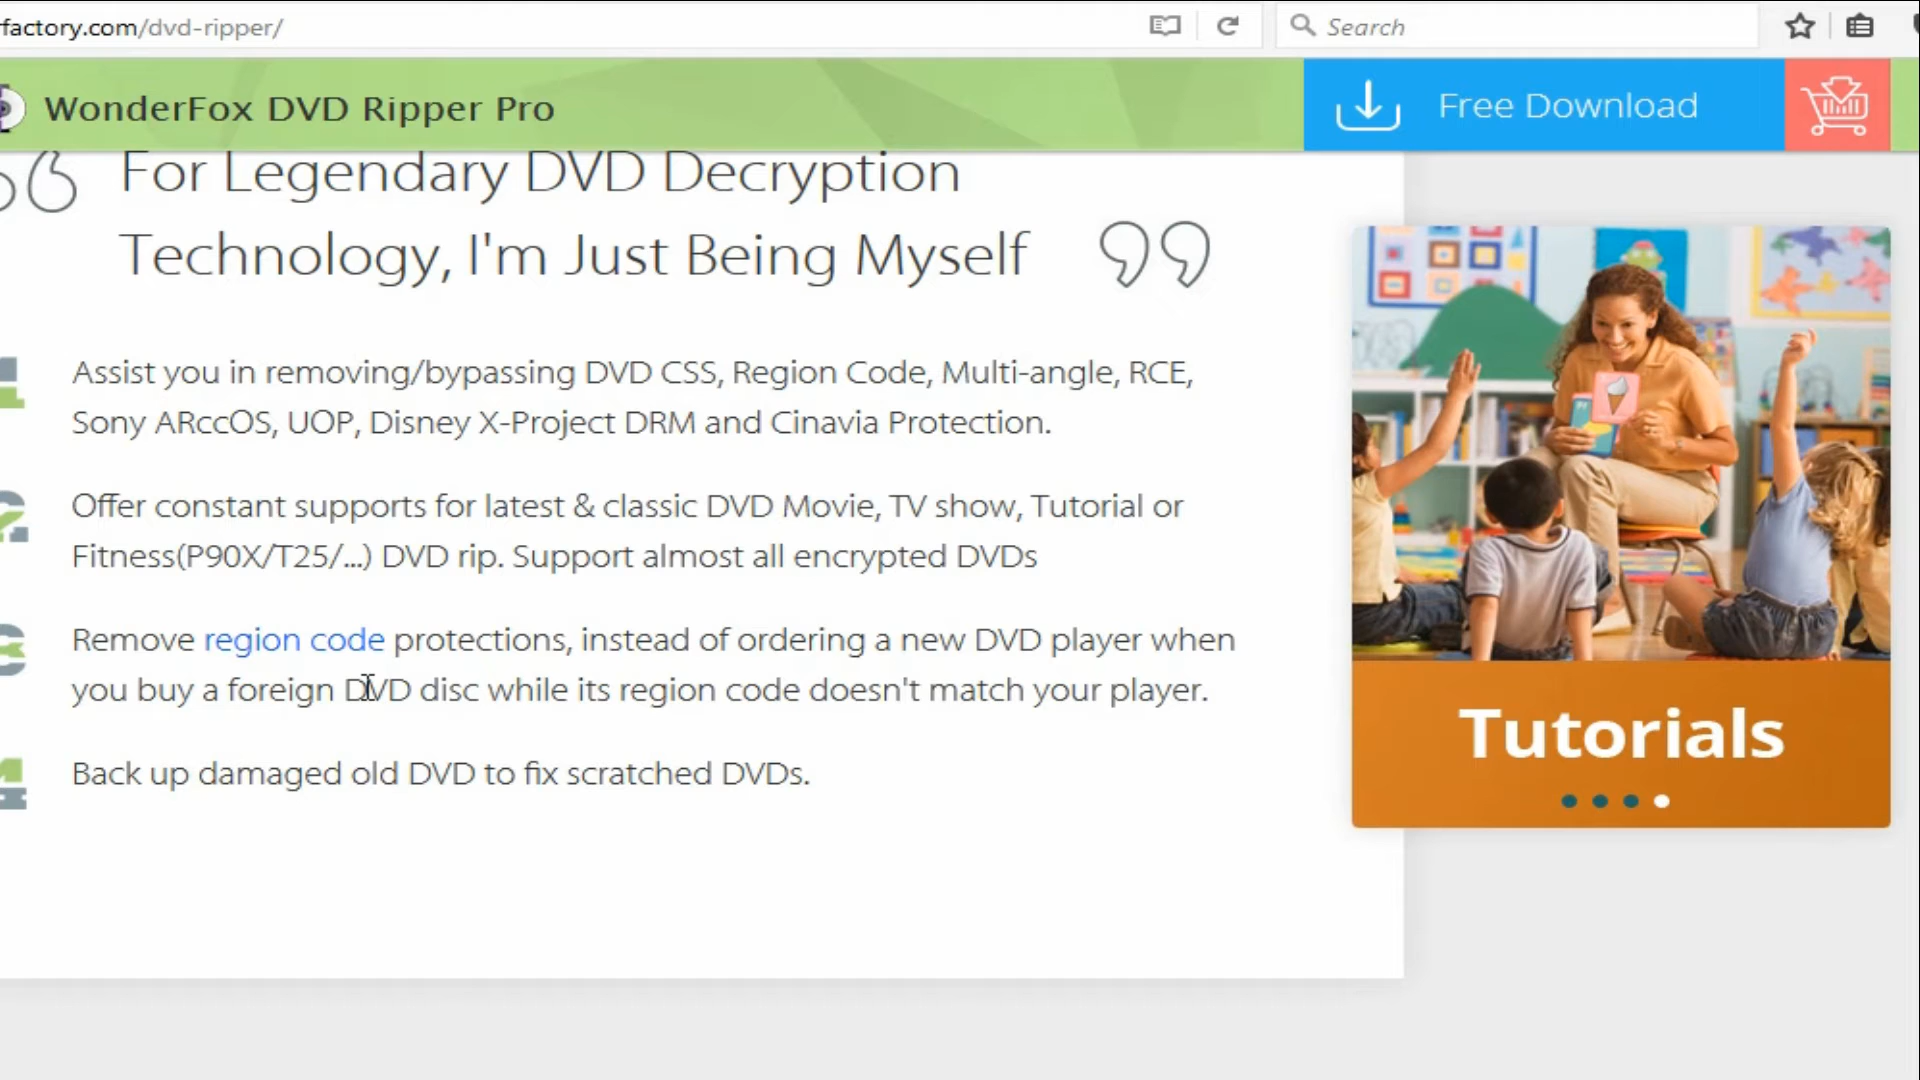 rfactory.com/dvd-ripper/
Search
WonderFox DVD Ripper Pro
Free Download
For Legendary DVD Decryption
Technology, I'm Just Being Myself
1
Assist you in removing/bypassing DVD CSS, Region Code, Multi-angle, RCE,
Sony ARccOS, UOP, Disney X-Project DRM and Cinavia Protection.
2
Offer constant supports for latest & classic DVD Movie, TV show, Tutorial or
Fitness(P90X/T25/...) DVD rip. Support almost all encrypted DVDs
3
Remove region code protections, instead of ordering a new DVD player when
you buy a foreign DVD disc while its region code doesn't match your player.
4
Back up damaged old DVD to fix scratched DVDs.
Tutorials